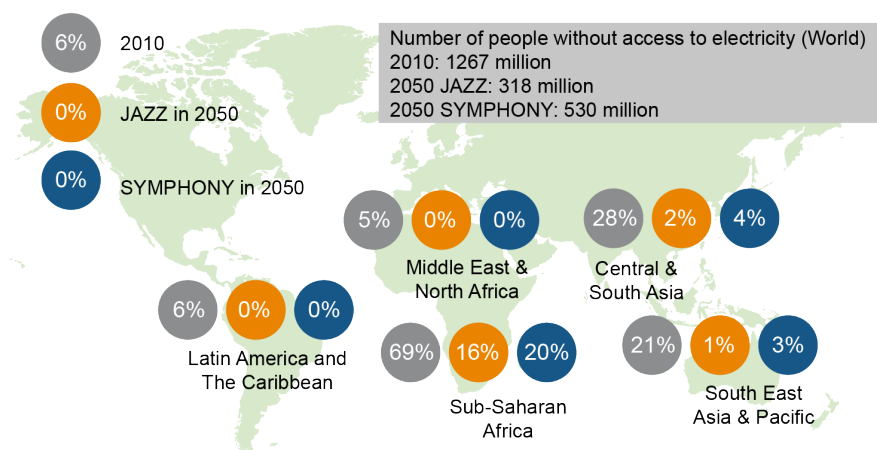 6% 2010
0% JAZZ in 2050
0% SYMPHONY in 2050
Number of people without access to electricity (World)
2010: 1267 million
2050 JAZZ: 318 million
2050 SYMPHONY: 530 million
5% 0% 0%
Middle East &
North Africa
28% 2% 4%
Central &
South Asia
6% 0% 0%
Latin America and
The Caribbean
69% 16% 20%
Sub-Saharan
Africa
21% 1% 3%
South East
Asia & Pacific